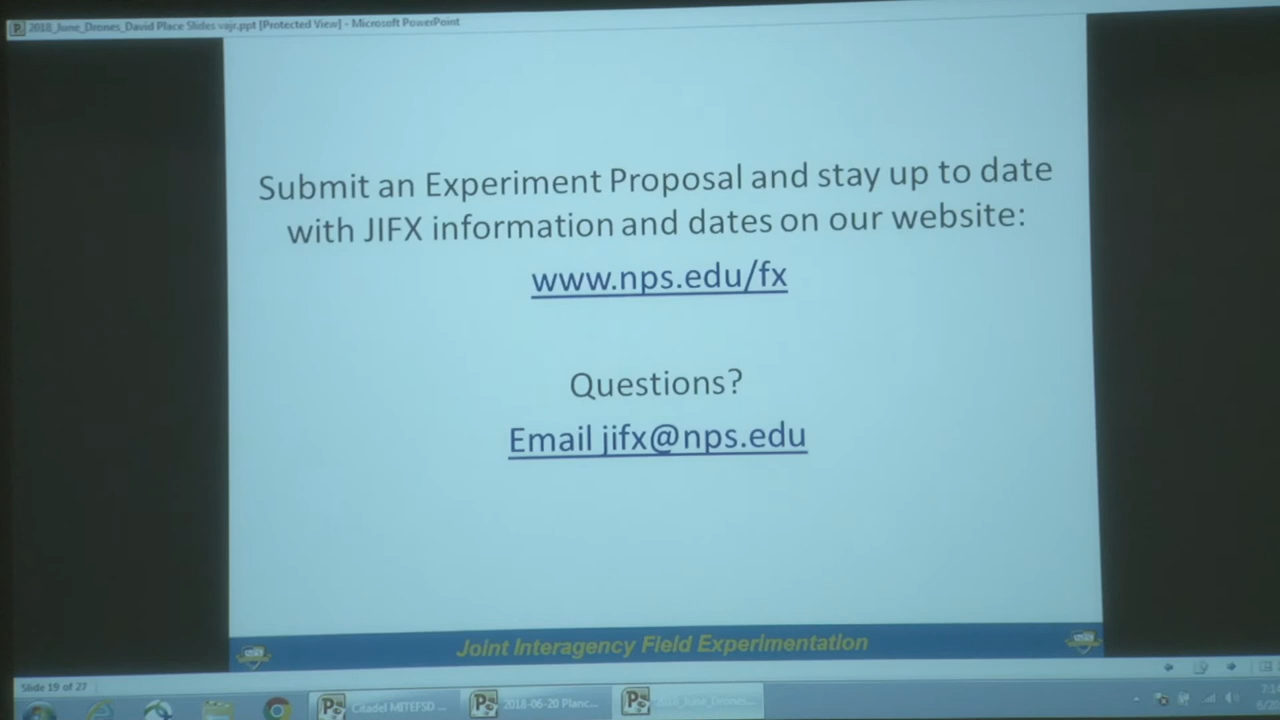 2018_June_Drones_David Place Slides vajr.ppt [Protected View] - Microsoft PowerPoint
Submit an Experiment Proposal and stay up to date
with JIFX information and dates on our website:
www.nps.edu/fx
Questions?
Email jifx@nps.edu
Joint Interagency Field Experimentation
Slide 19 of 27
Citadel MITEFSD ...
2018-06-20 Planc...
2018_June_Drones...